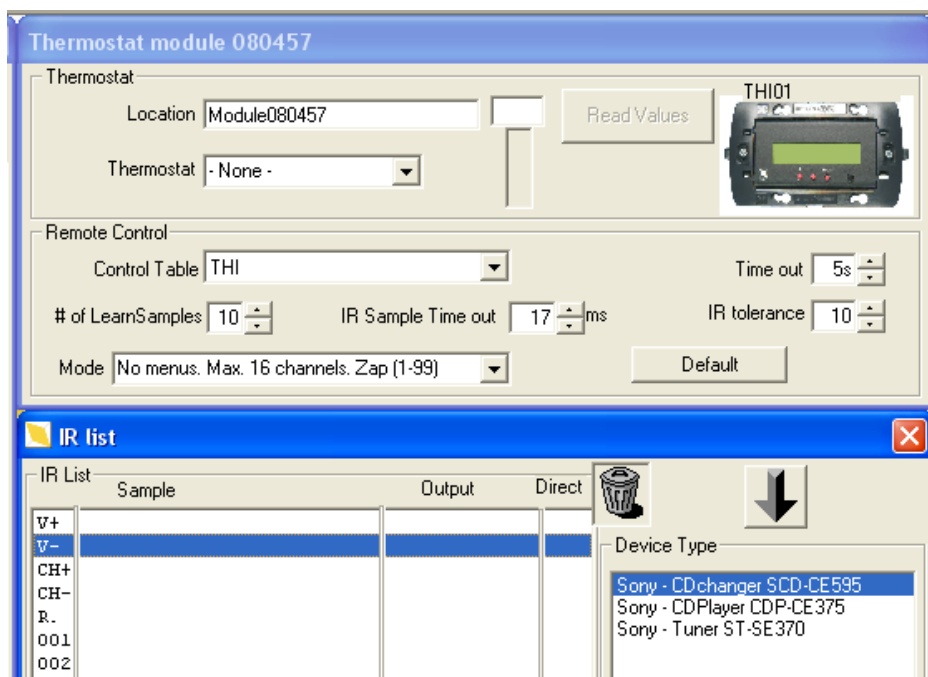 Thermostat module 080457
Thermostat
THI01
Location Module080457 Read Values
Thermostat - None -
Remote Control
Control Table THI Time out 5s
# of LearnSamples 10 IR Sample Time out 17 ms IR tolerance 10
Mode No menus. Max. 16 channels. Zap (1-99) Default
IR list
IR List Sample Output Direct
V+
V-
CH+
CH-
R.
001
002
Device Type
Sony - CDchanger SCD-CE595
Sony - CDPlayer CDP-CE375
Sony - Tuner ST-SE370